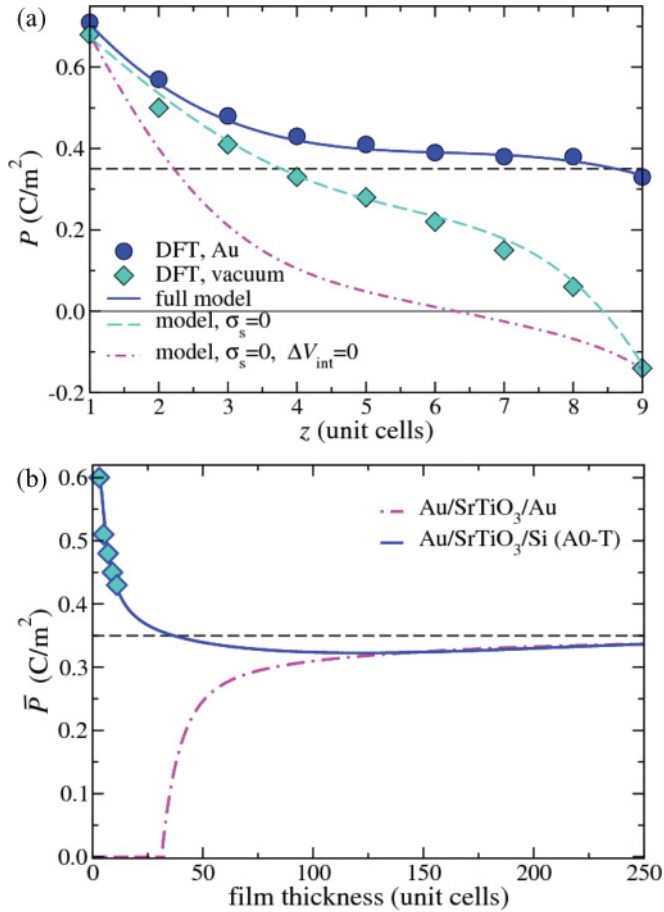 (a)
0.6
0.4
0.2
0.0
-0.2
P (C/m²)
DFT, Au
DFT, vacuum
full model
model, σₛ=0
model, σₛ=0, ΔV_int=0
1 2 3 4 5 6 7 8 9
z (unit cells)
(b)
0.6
0.5
0.4
0.3
0.2
0.1
0.0
P̄ (C/m²)
Au/SrTiO₃/Au
Au/SrTiO₃/Si (A0-T)
0 50 100 150 200 250
film thickness (unit cells)